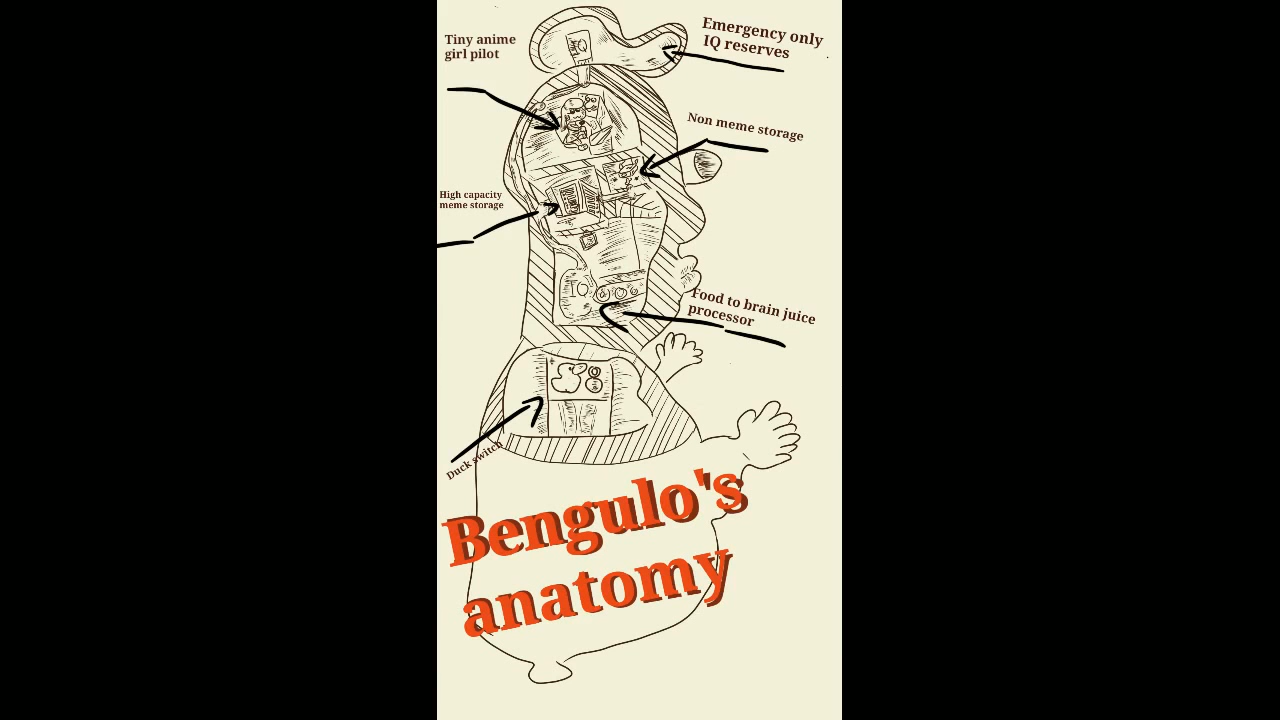 Tiny anime
girl pilot
Emergency only
IQ reserves
Non meme storage
High capacity
meme storage
Food to brain juice
processor
Duck switch
Bengulo's
anatomy